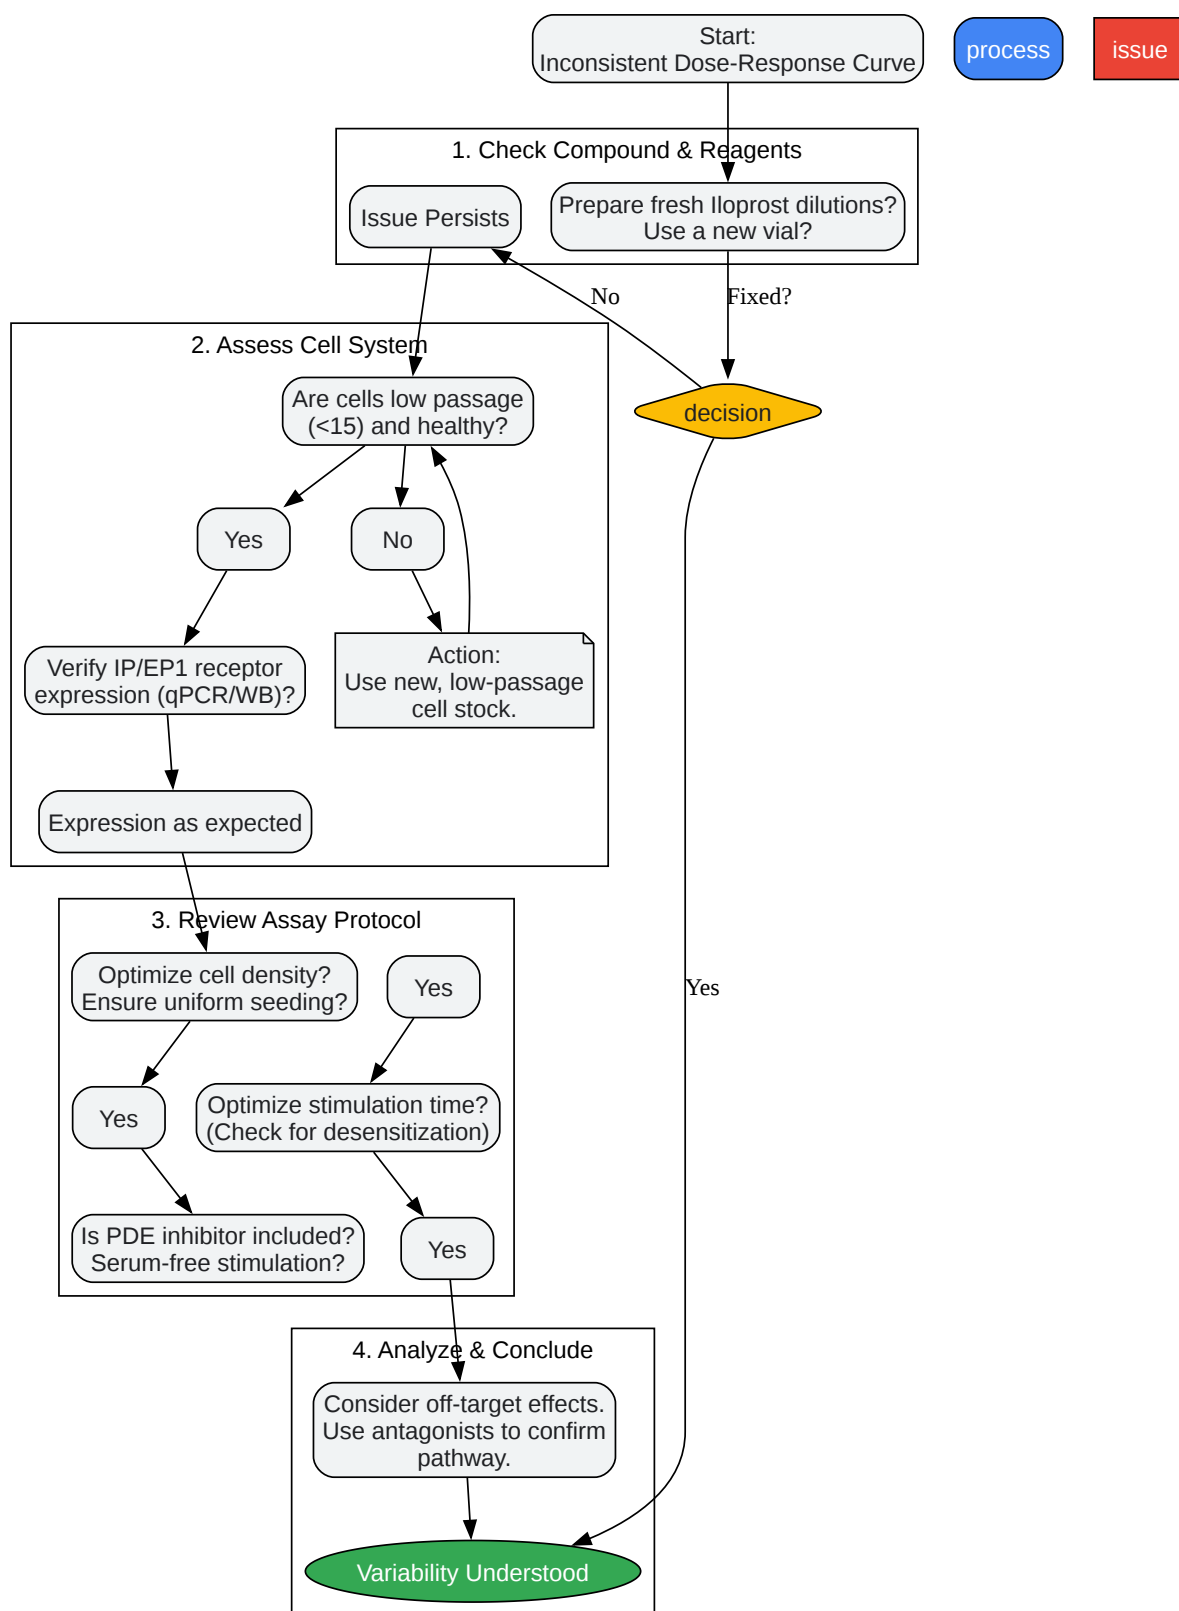 Start:
Inconsistent Dose-Response Curve
process
issue
1. Check Compound & Reagents
Issue Persists
Prepare fresh Iloprost dilutions?
Use a new vial?
No
Fixed?
2. Assess Cell System
Are cells low passage
(<15) and healthy?
decision
Yes
No
Verify IP/EP1 receptor
expression (qPCR/WB)?
Action:
Use new, low-passage
cell stock.
Expression as expected
3. Review Assay Protocol
Optimize cell density?
Ensure uniform seeding?
Yes
Yes
Yes
Optimize stimulation time?
(Check for desensitization)
Is PDE inhibitor included?
Serum-free stimulation?
Yes
4. Analyze & Conclude
Consider off-target effects.
Use antagonists to confirm
pathway.
Variability Understood